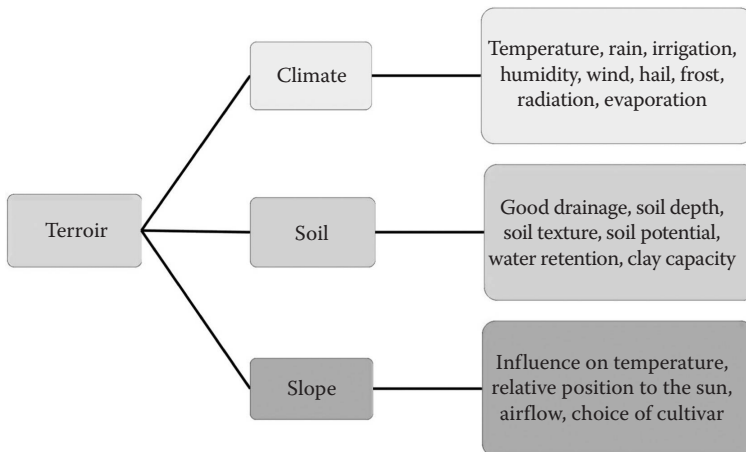 Terroir
Climate
Temperature, rain, irrigation,
humidity, wind, hail, frost,
radiation, evaporation
Soil
Good drainage, soil depth,
soil texture, soil potential,
water retention, clay capacity
Slope
Influence on temperature,
relative position to the sun,
airflow, choice of cultivar